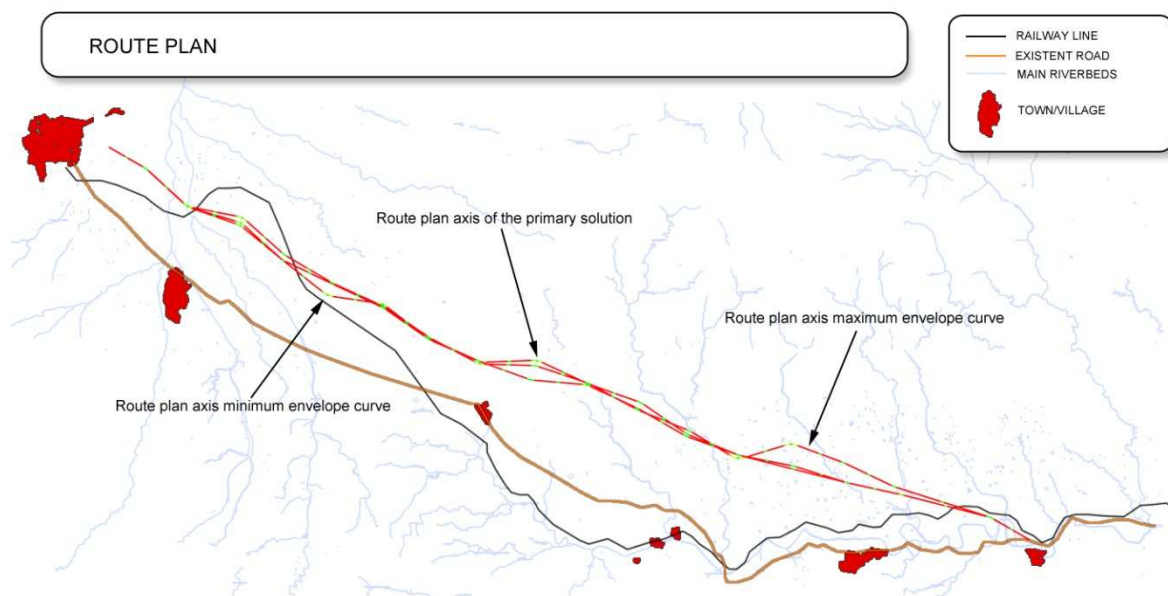 ROUTE PLAN
RAILWAY LINE
EXISTENT ROAD
MAIN RIVERBEDS
TOWN/VILLAGE
Route plan axis of the primary solution
Route plan axis maximum envelope curve
Route plan axis minimum envelope curve